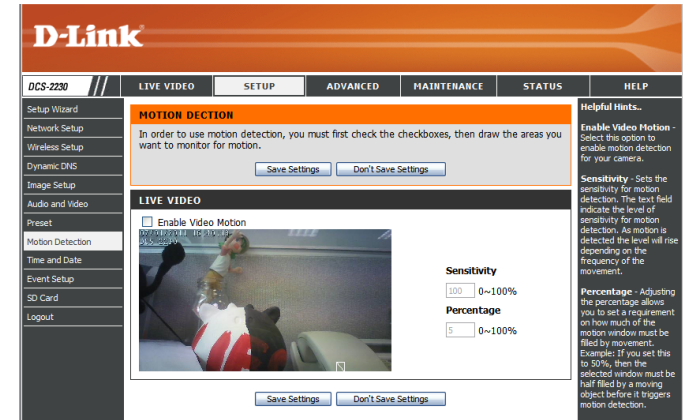 D-Link
DCS-2230
LIVE VIDEO
SETUP
ADVANCED
MAINTENANCE
STATUS
HELP
Setup Wizard
Network Setup
Wireless Setup
Dynamic DNS
Image Setup
Audio and Video
Preset
Motion Detection
Time and Date
Event Setup
SD Card
Logout
MOTION DECTION
In order to use motion detection, you must first check the checkboxes, then draw the areas you
want to monitor for motion.
Save Settings
Don't Save Settings
LIVE VIDEO
Enable Video Motion
DCS-2230
Sensitivity
100 0~100%
Percentage
5 0~100%
Save Settings
Don't Save Settings
Helpful Hints..
Enable Video Motion -
Select this option to
enable motion detection
for your camera.
Sensitivity - Sets the
sensitivity for motion
detection. The text field
indicate the level of
sensitivity for motion
detection. As motion is
detected the level will rise
depending on the
frequency of the
movement.
Percentage - Adjusting
the percentage allows
you to set a requirement
on how much of the
motion window must be
filled by movement.
Example: If you set this
to 50%, then the
selected window must be
half filled by a moving
object before it triggers
motion detection.